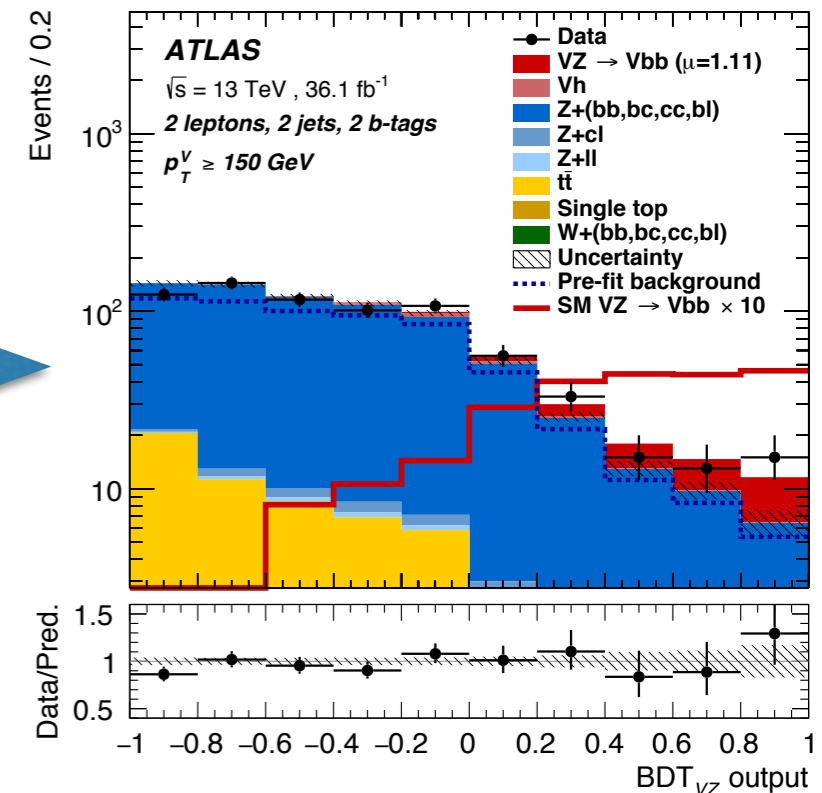 Events / 0.2
ATLAS
√s = 13 TeV , 36.1 fb⁻¹
2 leptons, 2 jets, 2 b-tags
p_T^V ≥ 150 GeV
Data
VZ → Vbb (μ=1.11)
Vh
Z+(bb,bc,cc,bl)
Z+cl
Z+ll
tt̄
Single top
W+(bb,bc,cc,bl)
Uncertainty
Pre-fit background
SM VZ → Vbb × 10
10³
10²
10
Data/Pred.
1.5
1
0.5
−1 −0.8 −0.6 −0.4 −0.2 0 0.2 0.4 0.6 0.8 1
BDT_VZ output